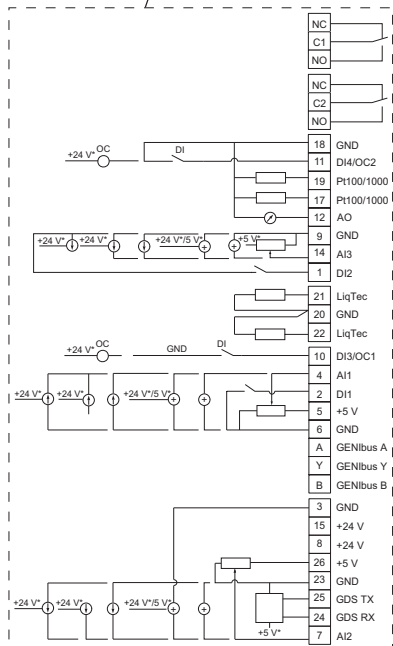 NC
C1
NO
NC
C2
NO
18 GND
+24 V* OC DI 11 DI4/OC2
19 Pt100/1000
17 Pt100/1000
12 AO
9 GND
+24 V* +24 V* +24 V*/5 V* +5 V*
14 AI3
1 DI2
21 LiqTec
20 GND
22 LiqTec
+24 V* OC GND DI 10 DI3/OC1
4 AI1
+24 V* +24 V* +24 V*/5 V* 2 DI1
5 +5 V
6 GND
A GENIbus A
Y GENIbus Y
B GENIbus B
3 GND
15 +24 V
8 +24 V
26 +5 V
23 GND
25 GDS TX
+24 V* +24 V* +24 V*/5 V* 24 GDS RX
+5 V* 7 AI2